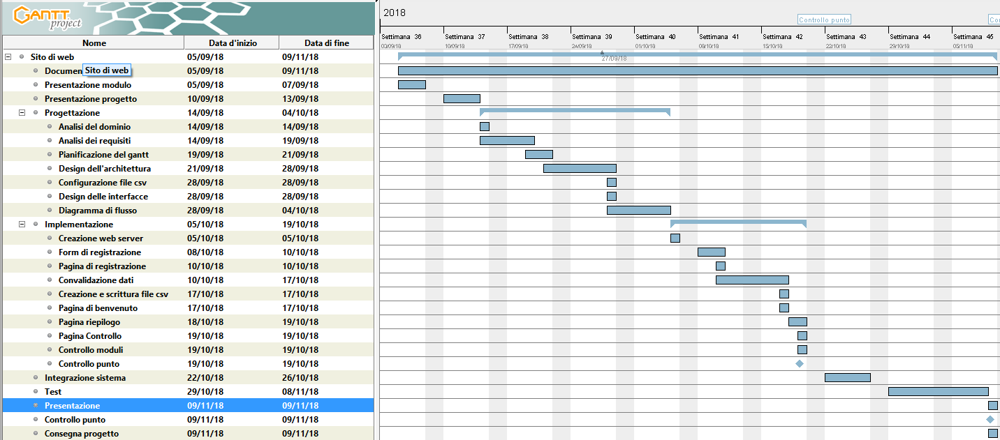 GANTT
project
2018
Controllo punto
Settimana 36
Settimana 37
Settimana 38
Settimana 39
Settimana 40
Settimana 41
Settimana 42
Settimana 43
Settimana 44
Settimana 45
03/09/18
10/09/18
17/09/18
24/09/18
01/10/18
08/10/18
15/10/18
22/10/18
29/10/18
05/11/18
27/09/18
Nome Data d'inizio Data di fine
Sito di web 05/09/18 09/11/18
Documen Sito di web 05/09/18 09/11/18
Presentazione modulo 05/09/18 07/09/18
Presentazione progetto 10/09/18 13/09/18
Progettazione 14/09/18 04/10/18
Analisi del dominio 14/09/18 14/09/18
Analisi dei requisiti 14/09/18 19/09/18
Pianificazione del gantt 19/09/18 21/09/18
Design dell'architettura 21/09/18 28/09/18
Configurazione file csv 28/09/18 28/09/18
Design delle interfacce 28/09/18 28/09/18
Diagramma di flusso 28/09/18 04/10/18
Implementazione 05/10/18 19/10/18
Creazione web server 05/10/18 05/10/18
Form di registrazione 08/10/18 10/10/18
Pagina di registrazione 10/10/18 10/10/18
Convalidazione dati 10/10/18 17/10/18
Creazione e scrittura file csv 17/10/18 17/10/18
Pagina di benvenuto 17/10/18 17/10/18
Pagina riepilogo 18/10/18 19/10/18
Pagina Controllo 19/10/18 19/10/18
Controllo moduli 19/10/18 19/10/18
Controllo punto 19/10/18 19/10/18
Integrazione sistema 22/10/18 26/10/18
Test 29/10/18 08/11/18
Presentazione 09/11/18 09/11/18
Controllo punto 09/11/18 09/11/18
Consegna progetto 09/11/18 09/11/18